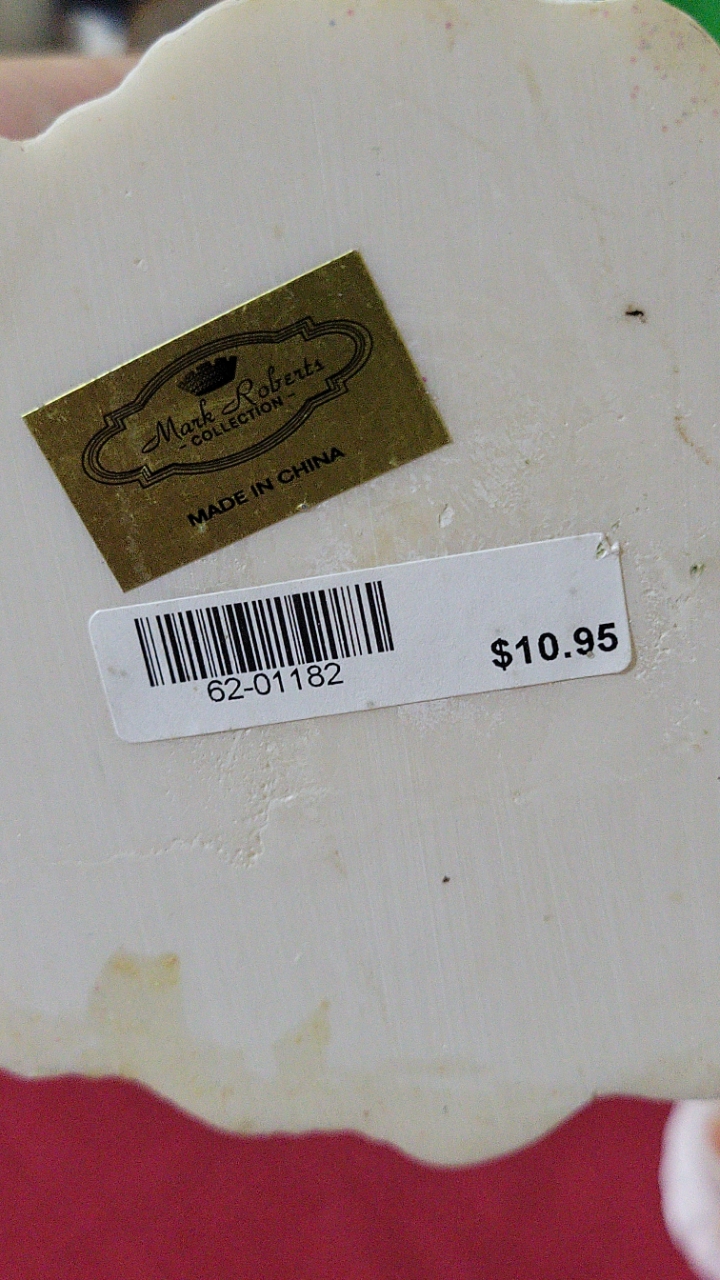 Mark Roberts
- COLLECTION -
MADE IN CHINA
62-01182
$10.95